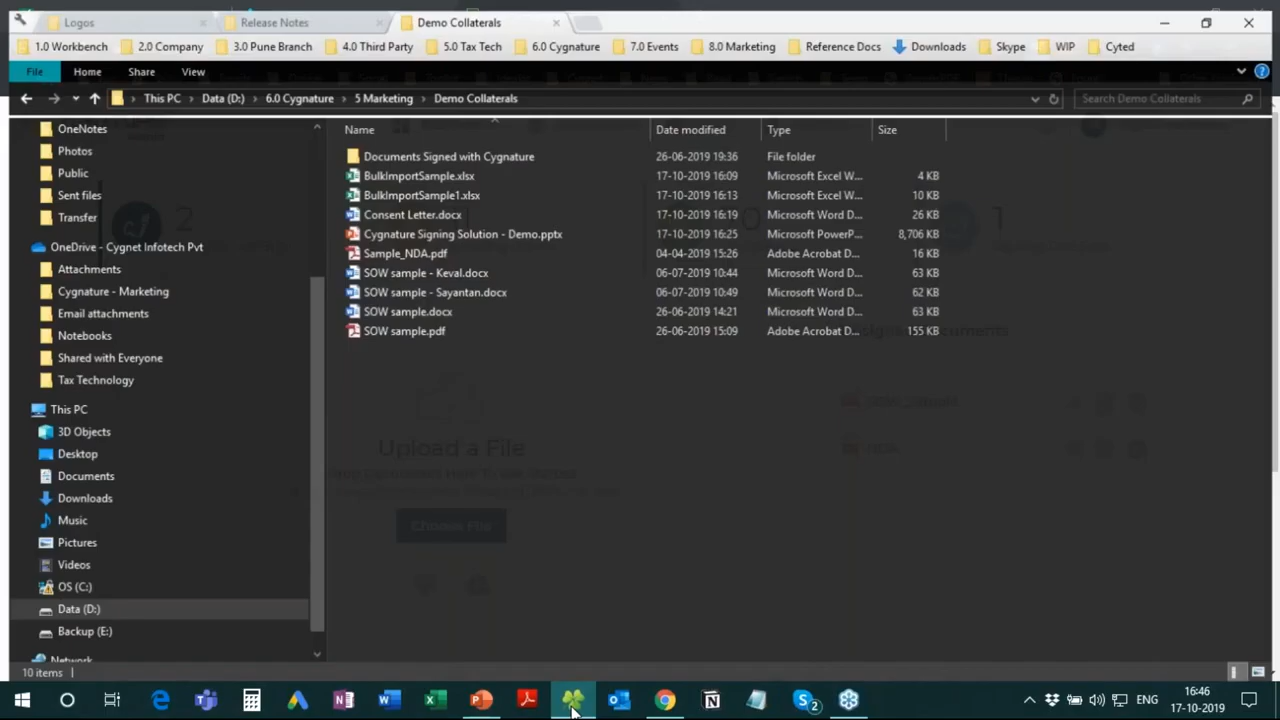 Logos
Release Notes
Demo Collaterals
1.0 Workbench
2.0 Company
3.0 Pune Branch
4.0 Third Party
5.0 Tax Tech
6.0 Cygnature
7.0 Events
8.0 Marketing
Reference Docs
Downloads
Skype
WIP
Cyted
File
Home
Share
View
This PC
Data (D:)
6.0 Cygnature
5 Marketing
Demo Collaterals
Search Demo Collaterals
Name
Date modified
Type
Size
OneNotes
Photos
Public
Sent files
Transfer
OneDrive - Cygnet Infotech Pvt
Attachments
Cygnature - Marketing
Email attachments
Notebooks
Shared with Everyone
Tax Technology
This PC
3D Objects
Desktop
Documents
Downloads
Music
Pictures
Videos
OS (C:)
Data (D:)
Backup (E:)
Network
Documents Signed with Cygnature 26-06-2019 19:36 File folder
BulkImportSample.xlsx 17-10-2019 16:09 Microsoft Excel W... 4 KB
BulkImportSample1.xlsx 17-10-2019 16:13 Microsoft Excel W... 10 KB
Consent Letter.docx 17-10-2019 16:19 Microsoft Word D... 26 KB
Cygnature Signing Solution - Demo.pptx 17-10-2019 16:25 Microsoft PowerP... 8,706 KB
Sample_NDA.pdf 04-04-2019 15:26 Adobe Acrobat D... 16 KB
SOW sample - Keval.docx 06-07-2019 10:44 Microsoft Word D... 63 KB
SOW sample - Sayantan.docx 06-07-2019 10:49 Microsoft Word D... 62 KB
SOW sample.docx 26-06-2019 14:21 Microsoft Word D... 63 KB
SOW sample.pdf 26-06-2019 15:09 Adobe Acrobat D... 155 KB
2
1
Upload a File
Choose File
10 items
2
ENG
16:46
17-10-2019